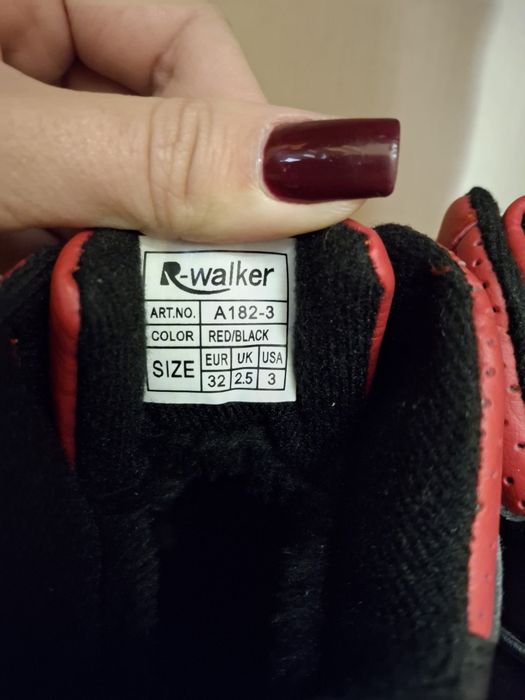 R-walker
ART.NO. A182-3
COLOR RED/BLACK
SIZE EUR UK USA
32 2.5 3